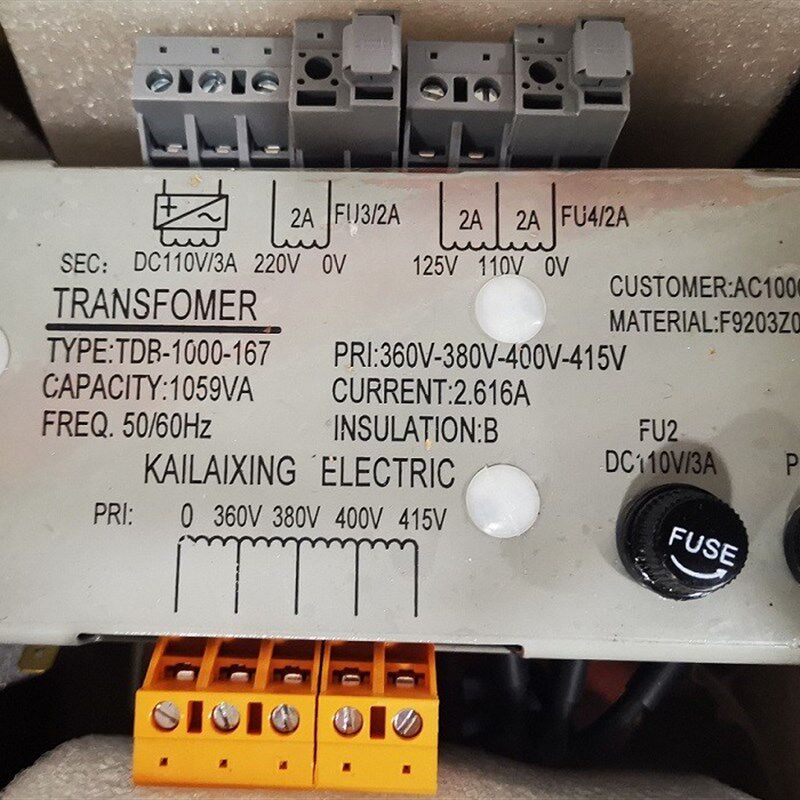 2A FU3/2A 2A 2A FU4/2A
SEC: DC110V/3A 220V 0V 125V 110V 0V
TRANSFOMER
CUSTOMER:AC100
MATERIAL:F9203Z0
TYPE:TDB-1000-167 PRI:360V-380V-400V-415V
CAPACITY:1059VA CURRENT:2.616A
FREQ. 50/60Hz INSULATION:B
FU2
DC110V/3A
KAILAIXING ELECTRIC
PRI: 0 360V 380V 400V 415V
FUSE